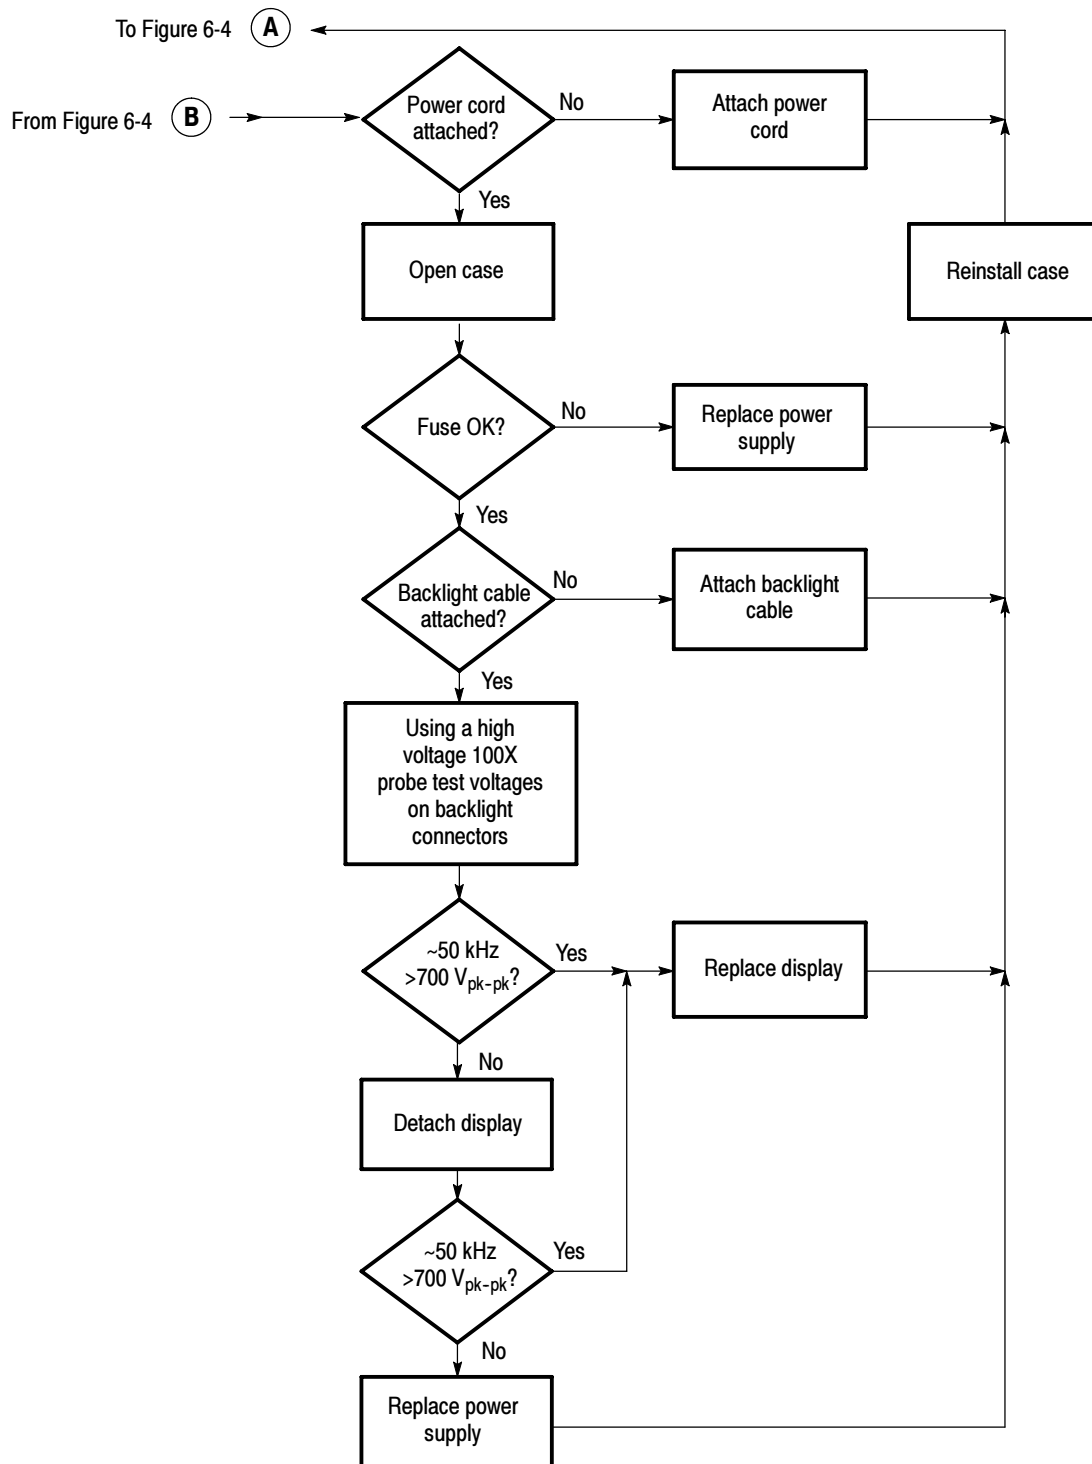 To Figure 6-4 A
From Figure 6-4 B
Power cord
attached?
No
Attach power
cord
Yes
Open case
Reinstall case
Fuse OK?
No
Replace power
supply
Yes
Backlight cable
attached?
No
Attach backlight
cable
Yes
Using a high
voltage 100X
probe test voltages
on backlight
connectors
~50 kHz
>700 Vpk-pk?
Yes
Replace display
No
Detach display
~50 kHz
>700 Vpk-pk?
Yes
No
Replace power
supply